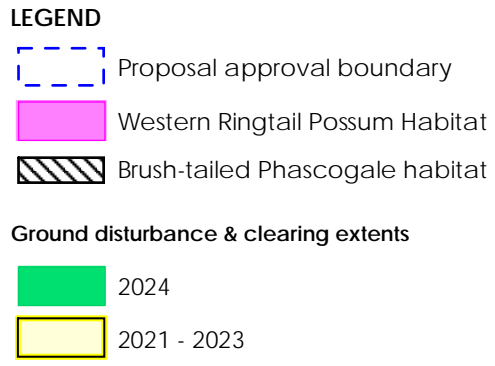 LEGEND
Proposal approval boundary
Western Ringtail Possum Habitat
Brush-tailed Phascogale habitat
Ground disturbance & clearing extents
2024
2021 - 2023